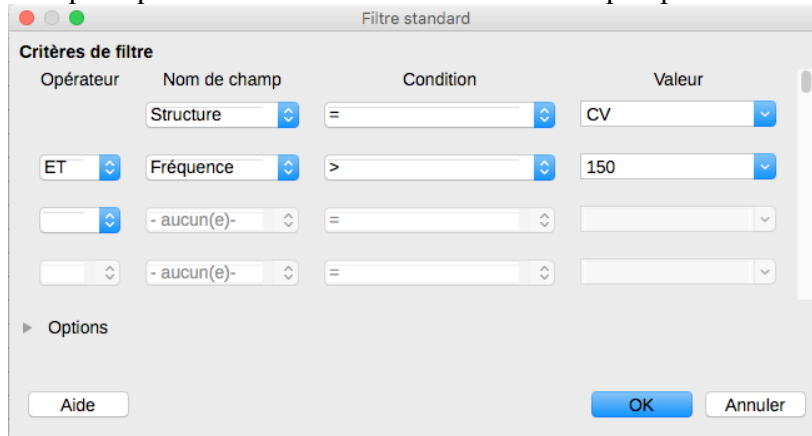 Filtre standard
Critères de filtre
Opérateur Nom de champ Condition Valeur
Structure = CV
ET Fréquence > 150
- aucun(e)- =
- aucun(e)- =
Options
Aide OK Annuler